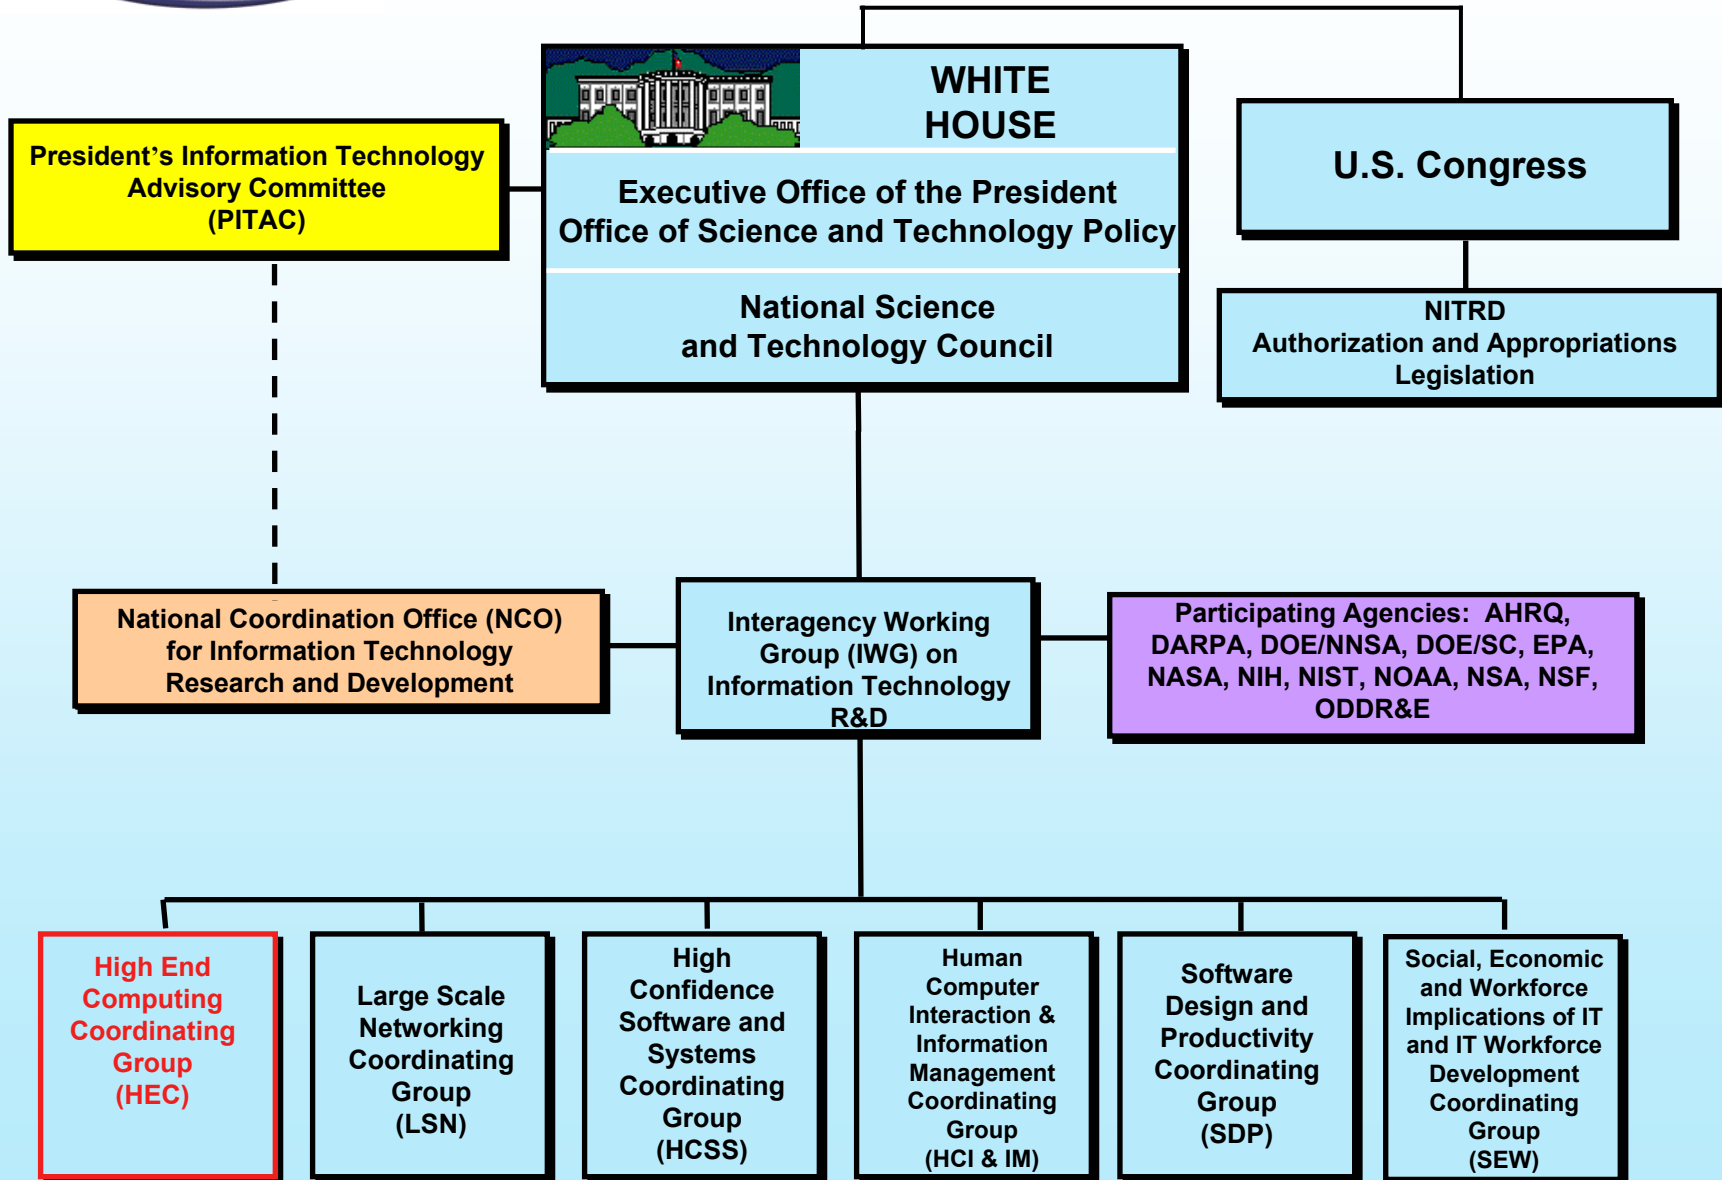 WHITE
HOUSE
Executive Office of the President
Office of Science and Technology Policy
National Science
and Technology Council
President’s Information Technology
Advisory Committee
(PITAC)
U.S. Congress
NITRD
Authorization and Appropriations
Legislation
National Coordination Office (NCO)
for Information Technology
Research and Development
Interagency Working
Group (IWG) on
Information Technology
R&D
Participating Agencies: AHRQ,
DARPA, DOE/NNSA, DOE/SC, EPA,
NASA, NIH, NIST, NOAA, NSA, NSF,
ODDR&E
High End
Computing
Coordinating
Group
(HEC)
Large Scale
Networking
Coordinating
Group
(LSN)
High
Confidence
Software and
Systems
Coordinating
Group
(HCSS)
Human
Computer
Interaction &
Information
Management
Coordinating
Group
(HCI & IM)
Software
Design and
Productivity
Coordinating
Group
(SDP)
Social, Economic
and Workforce
Implications of IT
and IT Workforce
Development
Coordinating
Group
(SEW)